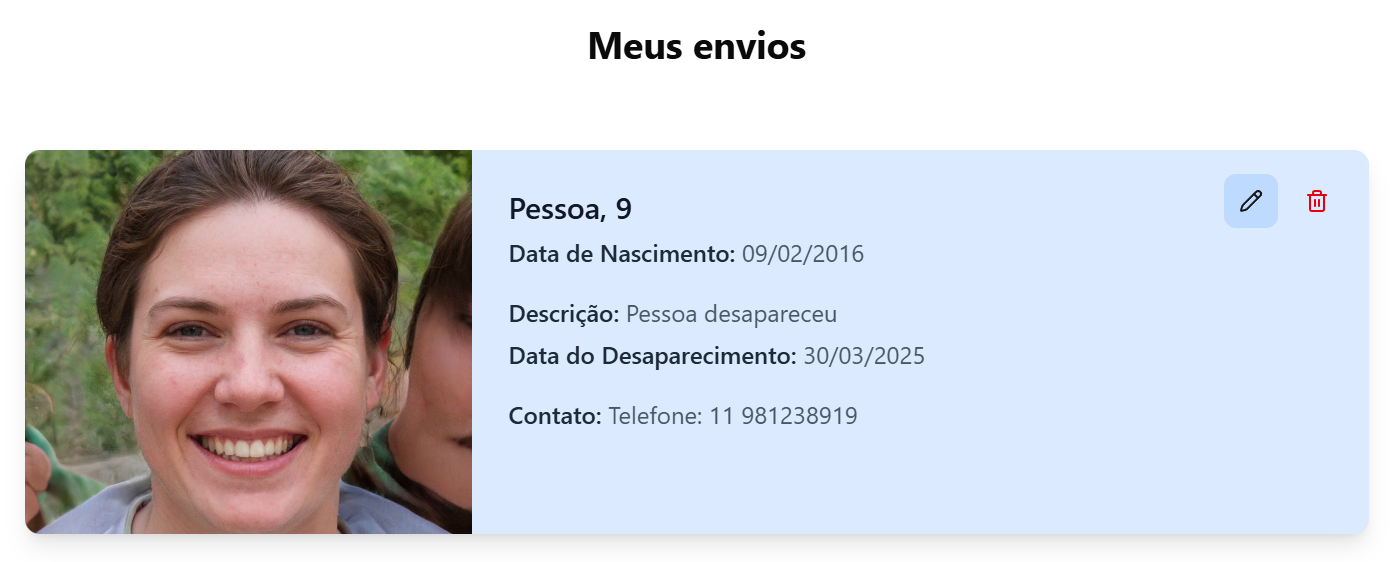 Meus envios
Pessoa, 9
Data de Nascimento: 09/02/2016
Descrição: Pessoa desapareceu
Data do Desaparecimento: 30/03/2025
Contato: Telefone: 11 981238919